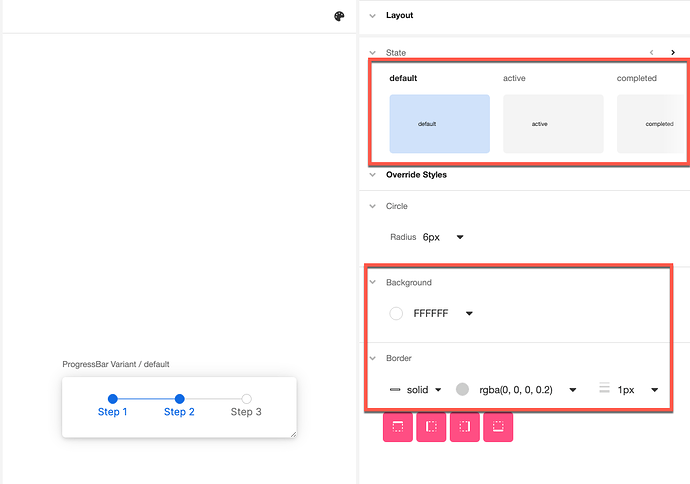 Layout
State
default active completed
default active completed
Override Styles
Circle
Radius 6px
Background
FFFFFF
Border
solid rgba(0, 0, 0, 0.2) 1px
ProgressBar Variant / default
Step 1 Step 2 Step 3